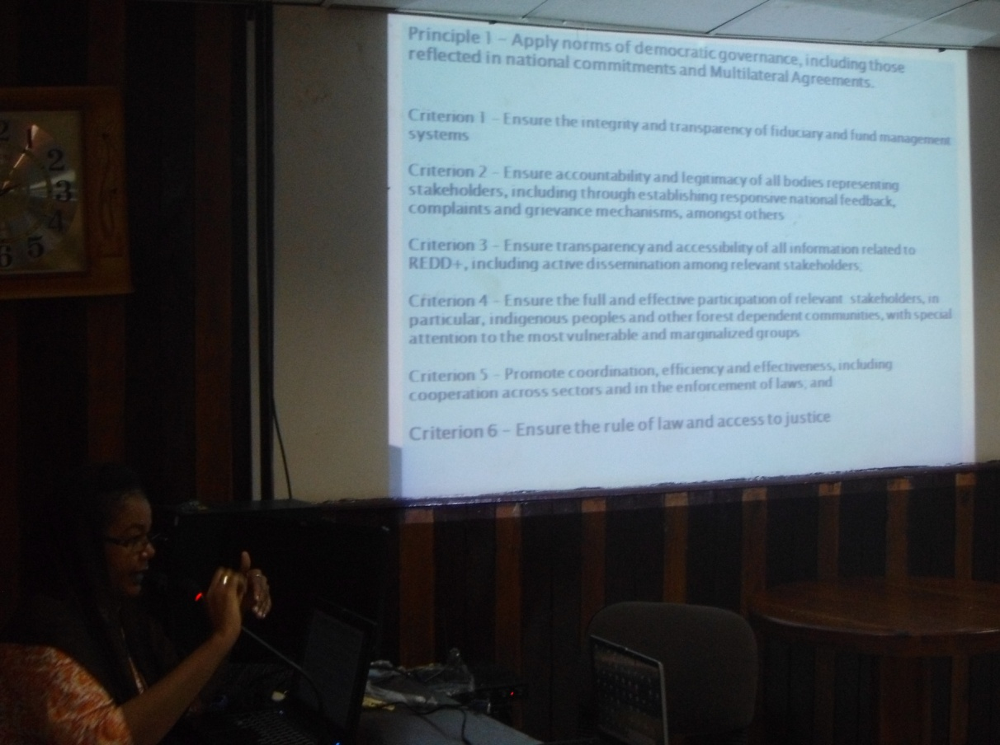 Principle 1 – Apply norms of democratic governance, including those
reflected in national commitments and Multilateral Agreements.
Criterion 1 – Ensure the integrity and transparency of fiduciary and fund management
systems
Criterion 2 – Ensure accountability and legitimacy of all bodies representing
stakeholders, including through establishing responsive national feedback,
complaints and grievance mechanisms, amongst others
Criterion 3 – Ensure transparency and accessibility of all information related to
REDD+, including active dissemination among relevant stakeholders;
Criterion 4 – Ensure the full and effective participation of relevant stakeholders, in
particular, indigenous peoples and other forest dependent communities, with special
attention to the most vulnerable and marginalized groups
Criterion 5 – Promote coordination, efficiency and effectiveness, including
cooperation across sectors and in the enforcement of laws; and
Criterion 6 – Ensure the rule of law and access to justice
2
1
2
3
4
5
6